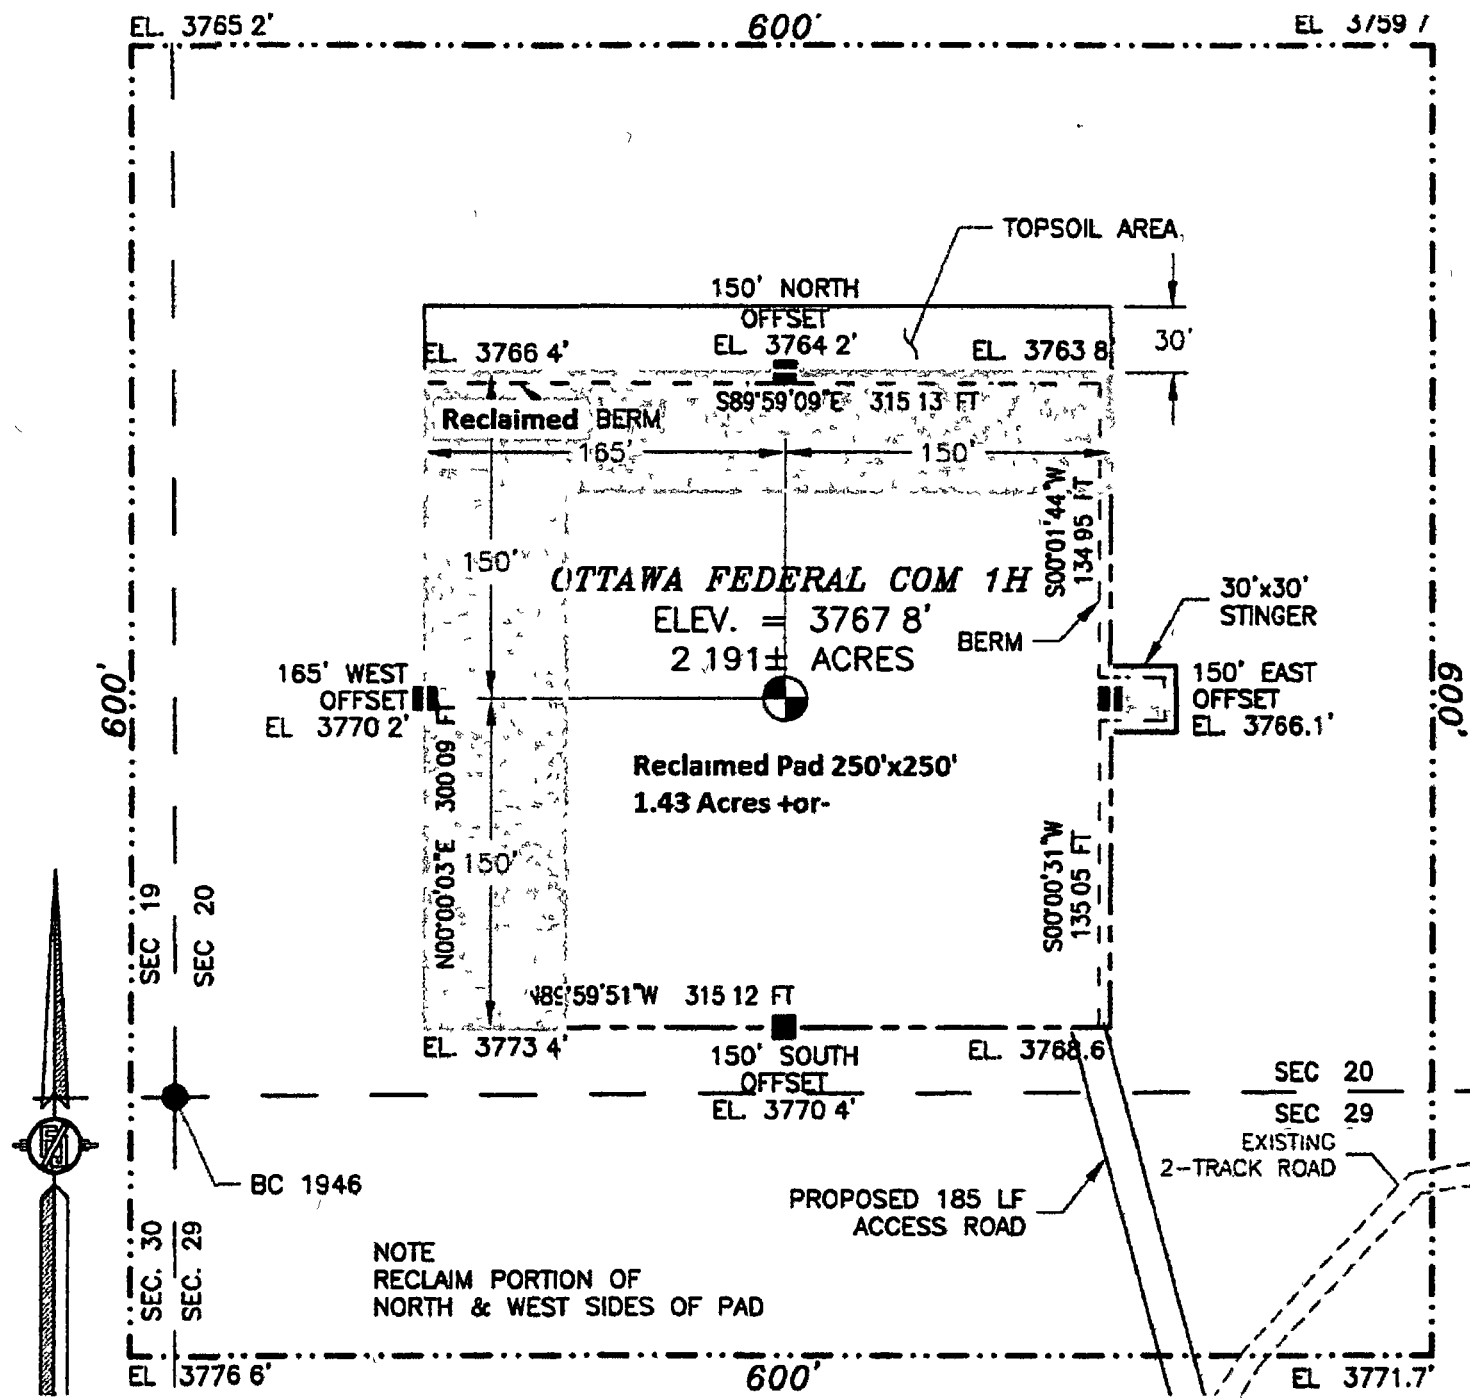 EL. 3765 2'
600'
EL 3759 7
TOPSOIL AREA
150' NORTH
OFFSET
EL. 3764 2'
30'
EL. 3766 4'
EL. 3763 8'
S89°59'09"E 315 13 FT
Reclaimed BERM
165'
150'
S00°01'44"W
134 95 FT
150'
OTTAWA FEDERAL COM 1H
ELEV. = 3767 8'
2 191± ACRES
BERM
30'x30'
STINGER
165' WEST
OFFSET
EL 3770 2'
150' EAST
OFFSET
EL. 3766.1'
600'
600'
Reclaimed Pad 250'x250'
1.43 Acres +or-
N00°00'03"E 300 09 FT
150'
S00°00'31"W
135 05 FT
SEC 19
SEC 20
N89°59'51"W 315 12 FT
EL. 3773 4'
150' SOUTH
OFFSET
EL. 3770 4'
EL. 3768.6'
SEC 20
SEC 29
EXISTING
2-TRACK ROAD
BC 1946
PROPOSED 185 LF
ACCESS ROAD
SEC. 30
SEC. 29
NOTE
RECLAIM PORTION OF
NORTH & WEST SIDES OF PAD
EL 3776 6'
600'
EL 3771.7'